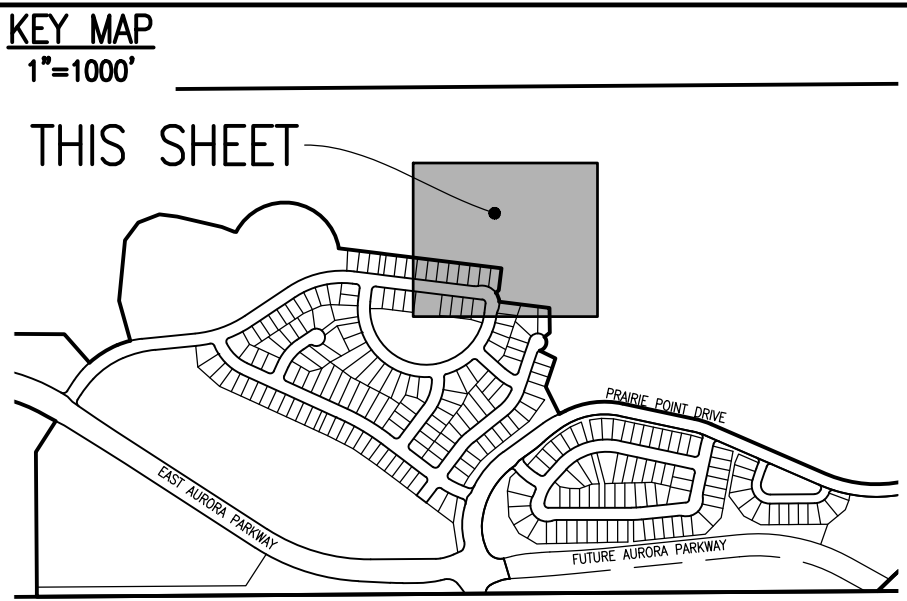 KEY MAP
1"=1000'
THIS SHEET
PRAIRIE POINT DRIVE
EAST AURORA PARKWAY
FUTURE AURORA PARKWAY